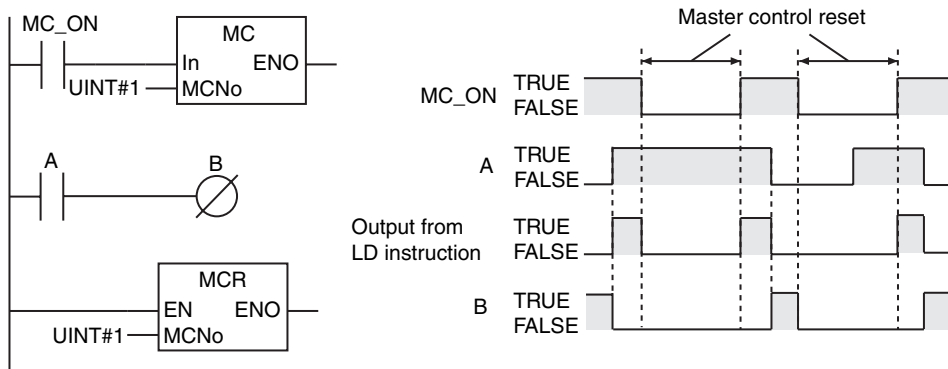 MC_ON
MC
In ENO
UINT#1 MCNo
A B
MCR
EN ENO
UINT#1 MCNo
Master control reset
MC_ON TRUE
FALSE
A TRUE
FALSE
Output from
LD instruction
TRUE
FALSE
B TRUE
FALSE